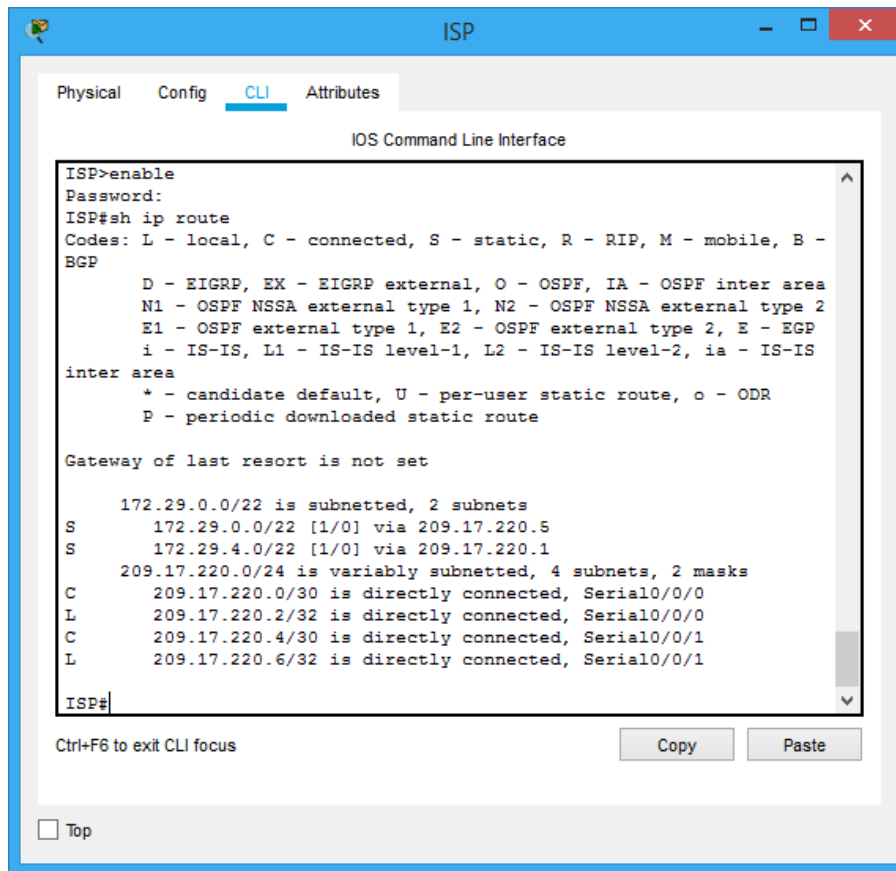 ISP
Physical Config CLI Attributes
IOS Command Line Interface
ISP>enable
Password:
ISP#sh ip route
Codes: L - local, C - connected, S - static, R - RIP, M - mobile, B -
BGP
       D - EIGRP, EX - EIGRP external, O - OSPF, IA - OSPF inter area
       N1 - OSPF NSSA external type 1, N2 - OSPF NSSA external type 2
       E1 - OSPF external type 1, E2 - OSPF external type 2, E - EGP
       i - IS-IS, L1 - IS-IS level-1, L2 - IS-IS level-2, ia - IS-IS
inter area
       * - candidate default, U - per-user static route, o - ODR
       P - periodic downloaded static route
Gateway of last resort is not set
     172.29.0.0/22 is subnetted, 2 subnets
S       172.29.0.0/22 [1/0] via 209.17.220.5
S       172.29.4.0/22 [1/0] via 209.17.220.1
     209.17.220.0/24 is variably subnetted, 4 subnets, 2 masks
C       209.17.220.0/30 is directly connected, Serial0/0/0
L       209.17.220.2/32 is directly connected, Serial0/0/0
C       209.17.220.4/30 is directly connected, Serial0/0/1
L       209.17.220.6/32 is directly connected, Serial0/0/1
ISP#
Ctrl+F6 to exit CLI focus Copy Paste
Top